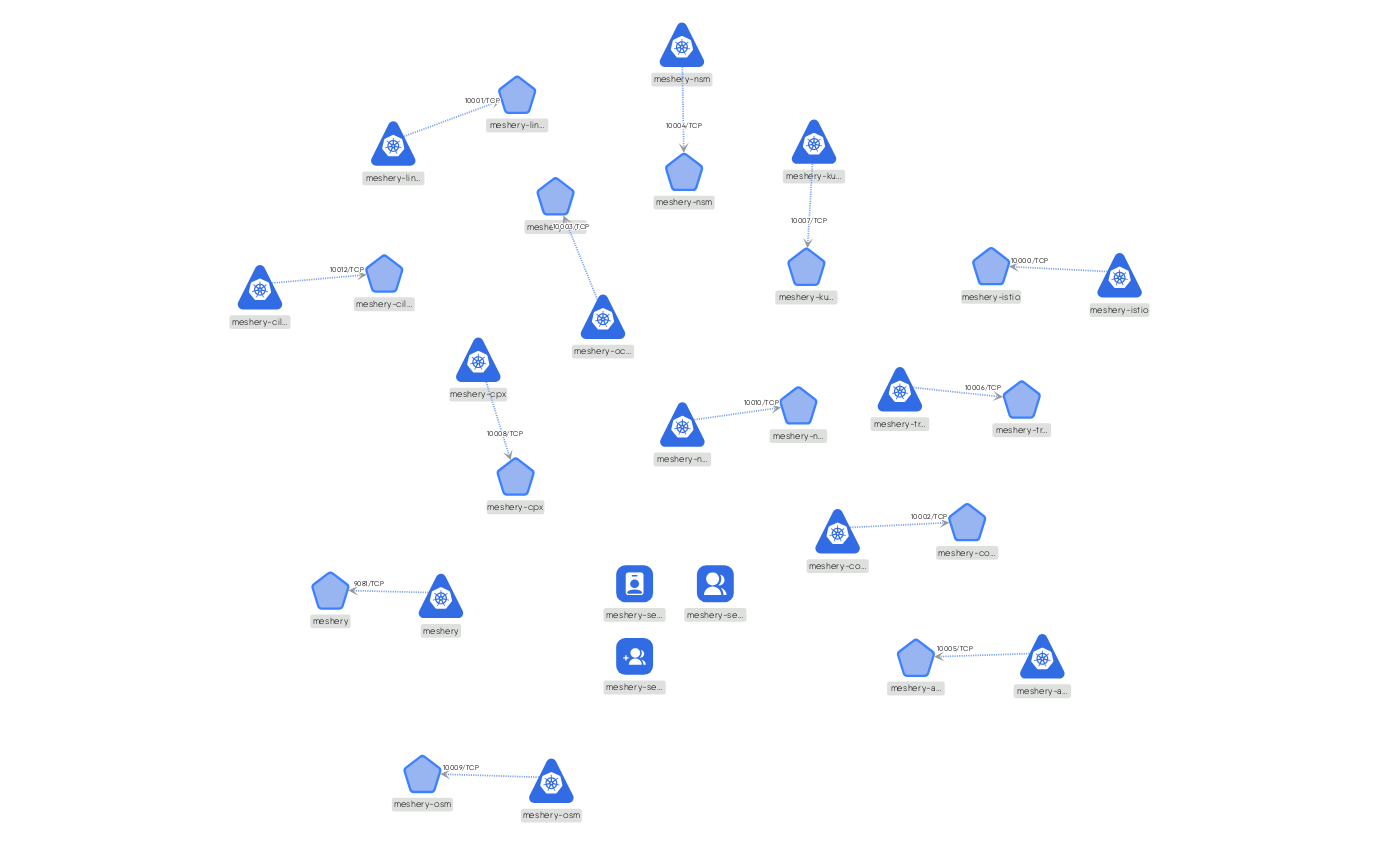 meshery-nsm
10001/TCP
meshery-lin...
10004/TCP
meshery-lin...
meshery-ku...
meshery-nsm
10007/TCP
10003/TCP
10012/TCP
10000/TCP
meshery-cil...
meshery-ku...
meshery-istio
meshery-istio
meshery-cil...
meshery-oc...
meshery-cpx
10006/TCP
10010/TCP
meshery-tr...
meshery-tr...
10008/TCP
meshery-n...
meshery-n...
meshery-cpx
10002/TCP
meshery-co...
meshery-co...
9081/TCP
meshery-se...
meshery-se...
meshery
meshery
10005/TCP
meshery-se...
meshery-a...
meshery-a...
10009/TCP
meshery-osm
meshery-osm